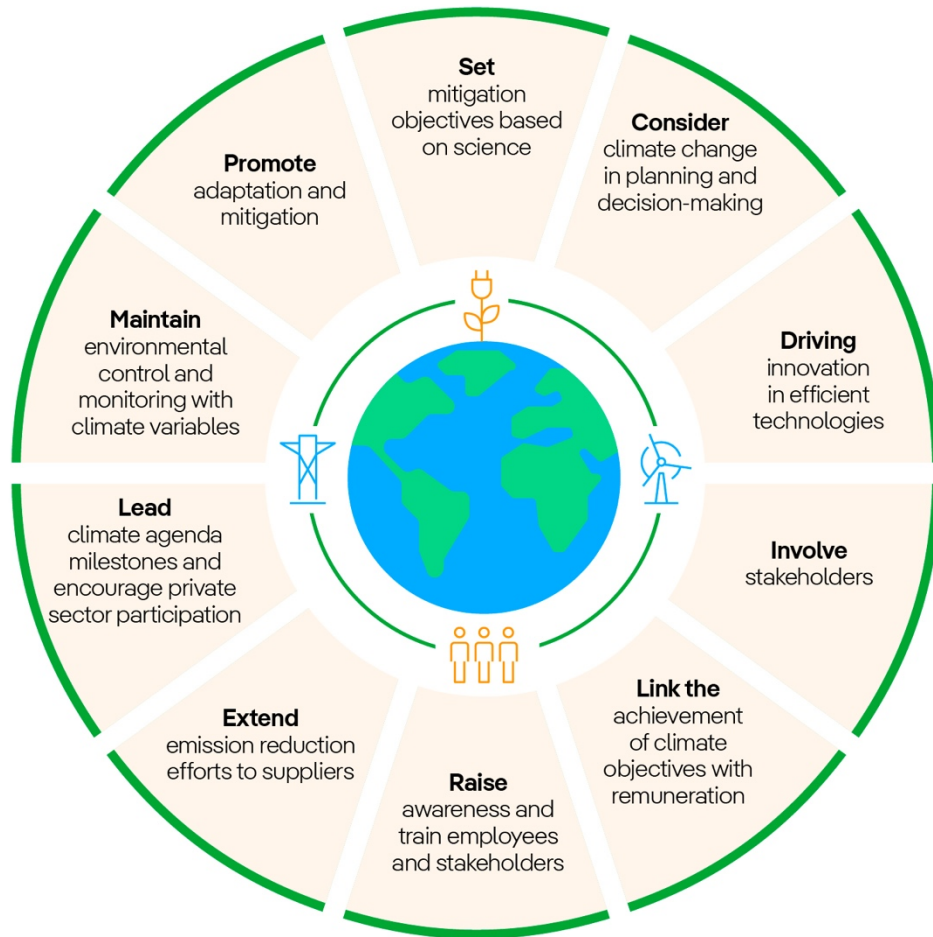 Set
mitigation
objectives based
on science
Consider
climate change
in planning and
decision-making
Driving
innovation
in efficient
technologies
Involve
stakeholders
Link the
achievement
of climate
objectives with
remuneration
Raise
awareness and
train employees
and stakeholders
Extend
emission reduction
efforts to suppliers
Lead
climate agenda
milestones and
encourage private
sector participation
Maintain
environmental
control and
monitoring with
climate variables
Promote
adaptation and
mitigation